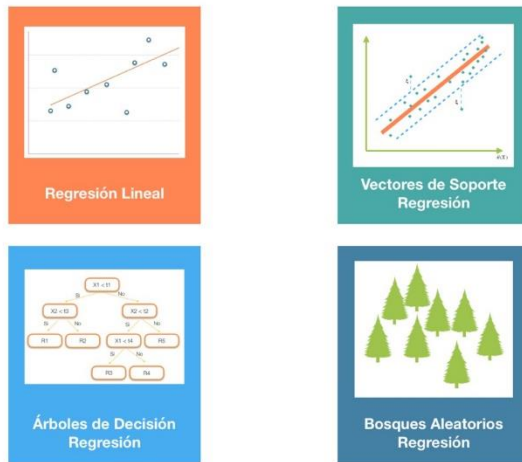 ξ
ξ
x(X)
Regresión Lineal
Vectores de Soporte
Regresión
X1 < t1
Si
No
X2 < t3
X2 < t2
Si
No
Si
No
R1
R2
X1 < t4
R5
Si
No
R3
R4
Árboles de Decisión
Regresión
Bosques Aleatorios
Regresión